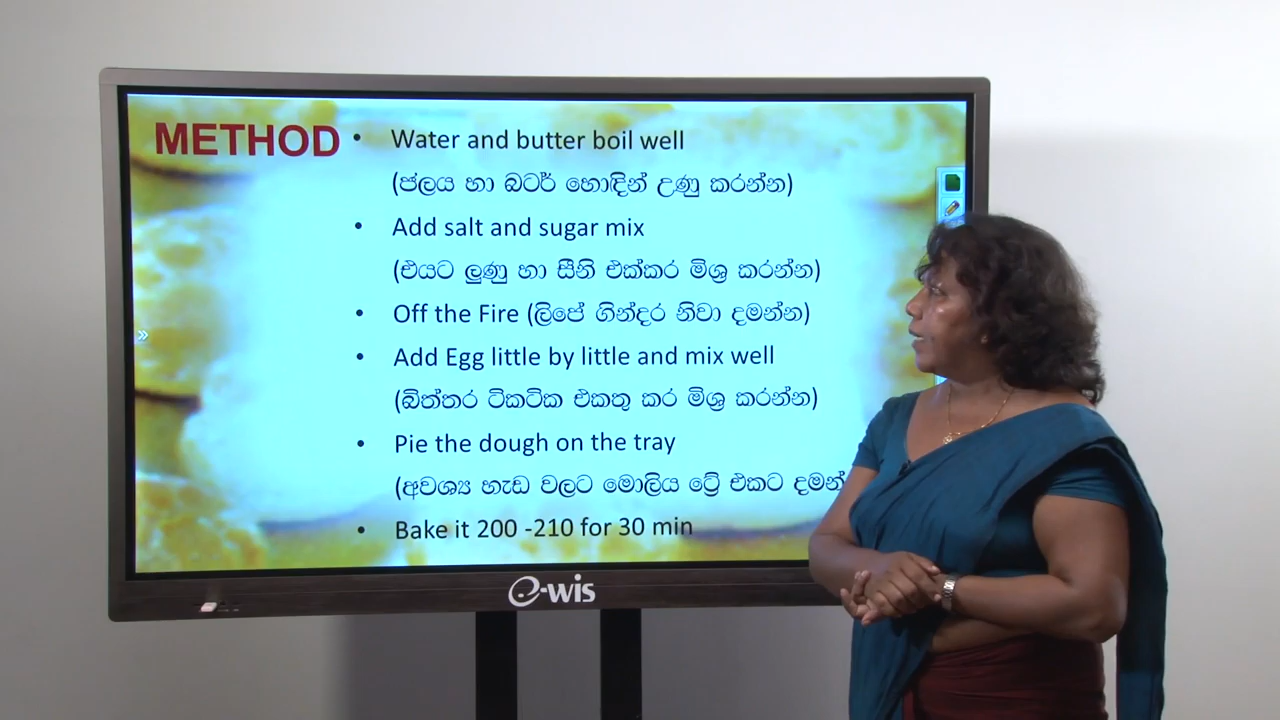 METHOD
• Water and butter boil well
(ජලය හා බටර් හොඳින් උණු කරන්න)
• Add salt and sugar mix
(එයට ලුණු හා සීනි එක්කර මිශ්‍ර කරන්න)
• Off the Fire (ලිපේ ගින්දර නිවා දමන්න)
• Add Egg little by little and mix well
(බිත්තර ටිකටික එකතු කර මිශ්‍ර කරන්න)
• Pie the dough on the tray
(අවශ්‍ය හැඩ වලට මොලිය ට්‍රේ එකට දමන්
• Bake it 200 -210 for 30 min
e-wis